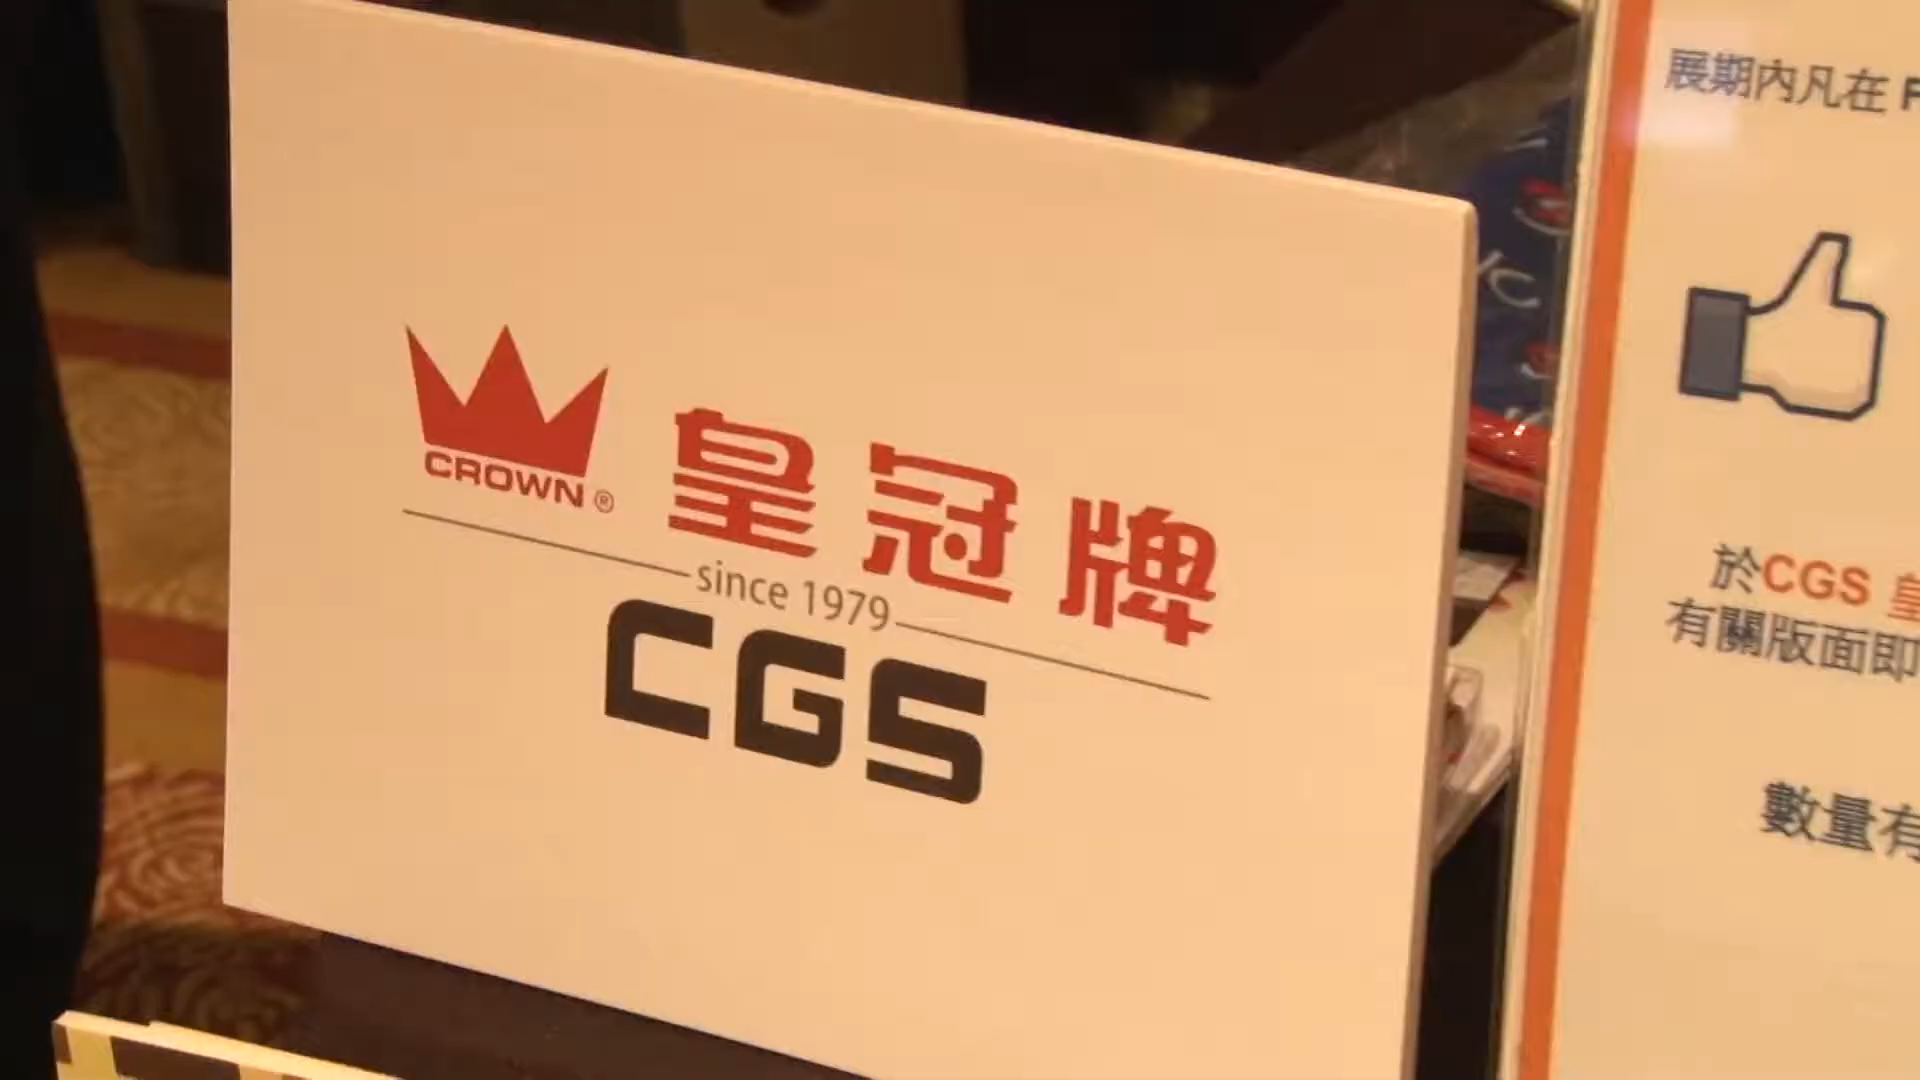 CROWN®
皇冠牌
since 1979
CGS
展期內凡在 F
於CGS 皇
有關版面即
數量有